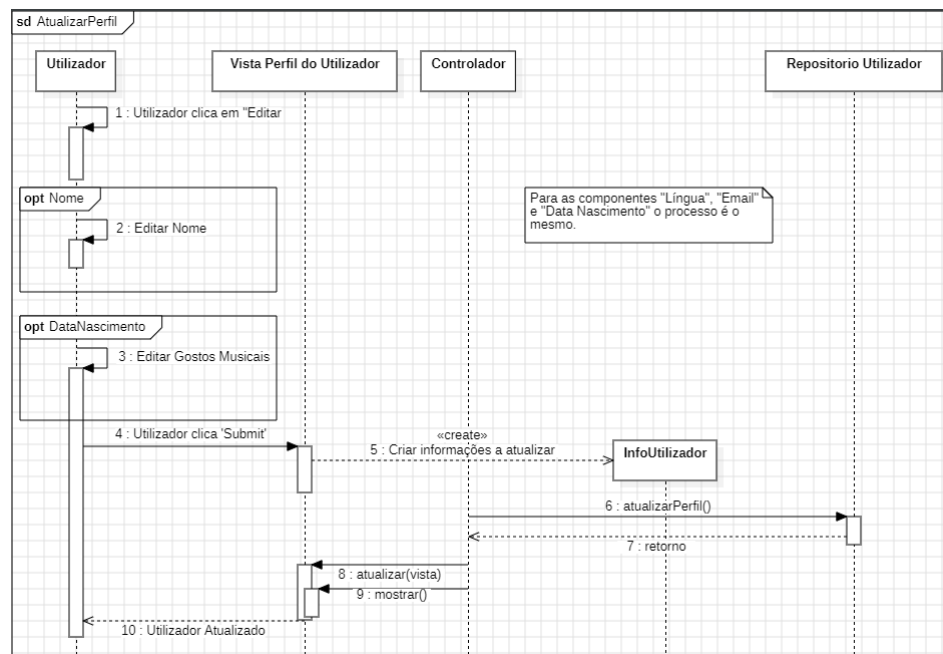 sd AtualizarPerfil
Utilizador
Vista Perfil do Utilizador
Controlador
Repositorio Utilizador
1 : Utilizador clica em "Editar
opt Nome
2 : Editar Nome
Para as componentes "Língua", "Email"
e "Data Nascimento" o processo é o
mesmo.
opt DataNascimento
3 : Editar Gostos Musicais
4 : Utilizador clica 'Submit'
«create»
5 : Criar informações a atualizar
InfoUtilizador
6 : atualizarPerfil()
7 : retorno
8 : atualizar(vista)
9 : mostrar()
10 : Utilizador Atualizado